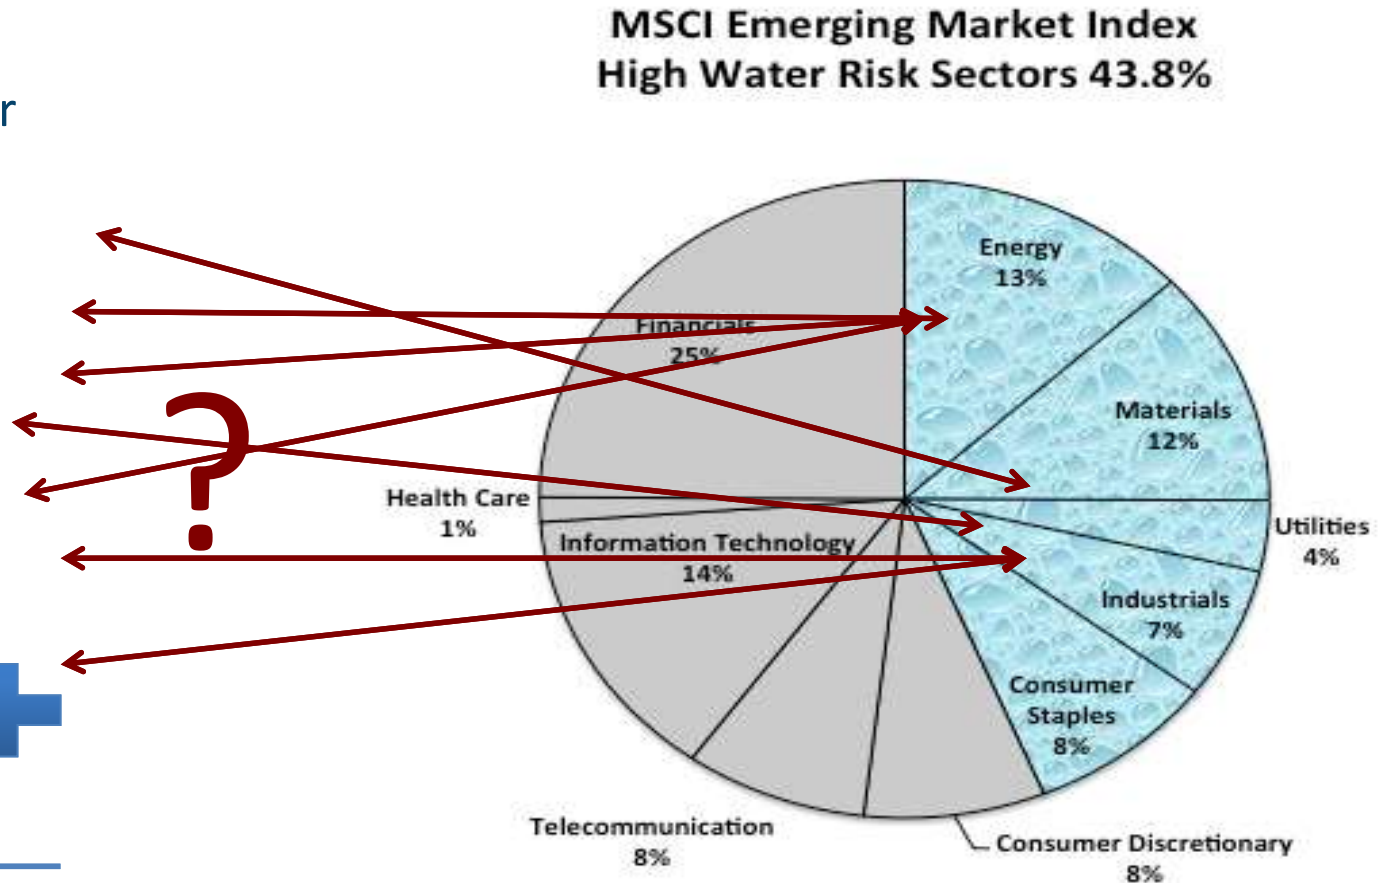 MSCI Emerging Market Index
High Water Risk Sectors 43.8%
r
Energy
13%
Financials
25%
?
Materials
12%
Health Care
1%
Utilities
4%
Information Technology
14%
Industrials
7%
Consumer
Staples
8%
Telecommunication
8%
Consumer Discretionary
8%